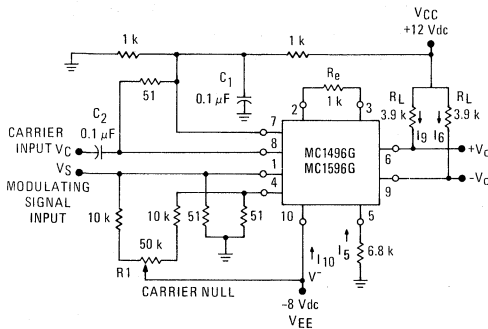 VCC
+12 Vdc
1 k
1 k
51
C1
0.1 μF
Re
1 k
2
3
RL
3.9 k
RL
3.9 k
I9
I6
C2
0.1 μF
CARRIER
INPUT VC
VS
MODULATING
SIGNAL
INPUT
7
8
1
4
MC1496G
MC1596G
6
9
+Vo
-Vo
10
5
10 k
10 k
51
51
50 k
R1
CARRIER NULL
I10
V-
I5
6.8 k
-8 Vdc
VEE